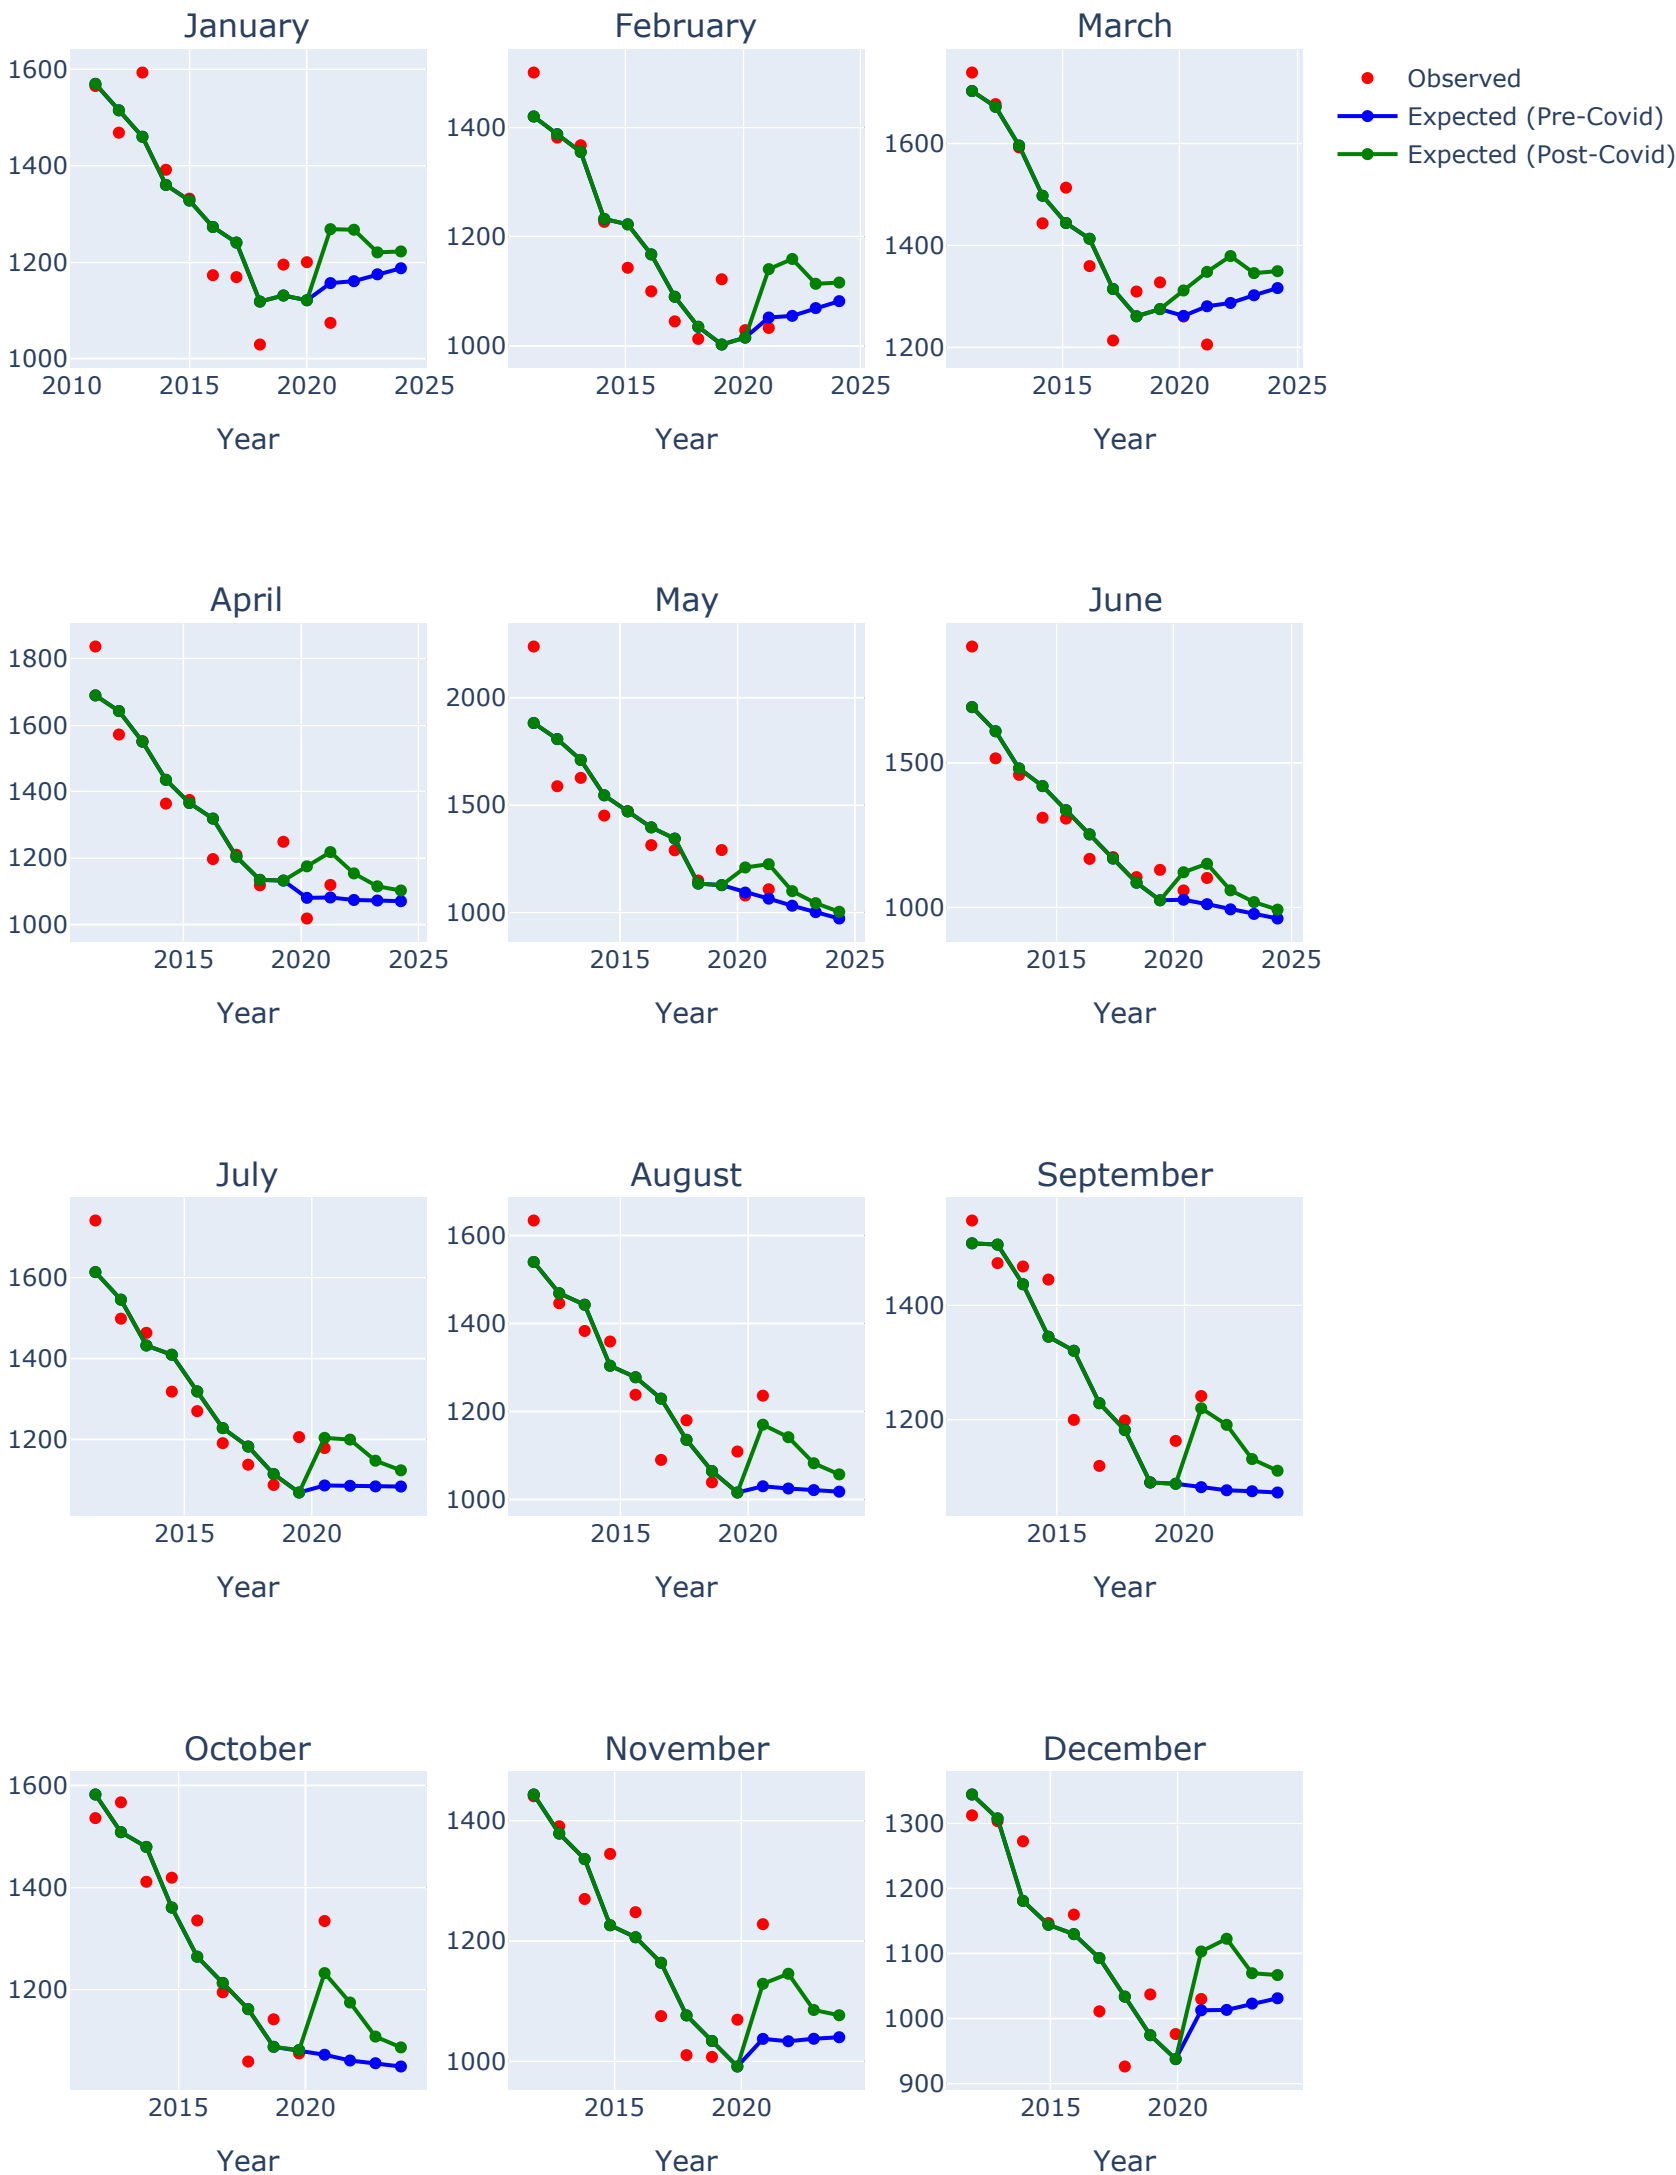 January
February
March
Observed
Expected (Pre-Covid)
Expected (Post-Covid)
1600
1400
1200
1000
2010
2015
2020
2025
Year
1400
1200
1000
2015
2020
2025
Year
1600
1400
1200
2015
2020
2025
Year
April
May
June
1800
1600
1400
1200
1000
2015
2020
2025
Year
2000
1500
1000
2015
2020
2025
Year
1500
1000
2015
2020
2025
Year
July
August
September
1600
1400
1200
2015
2020
Year
1600
1400
1200
1000
2015
2020
Year
1400
1200
2015
2020
Year
October
November
December
1600
1400
1200
2015
2020
Year
1400
1200
1000
2015
2020
Year
1300
1200
1100
1000
900
2015
2020
Year